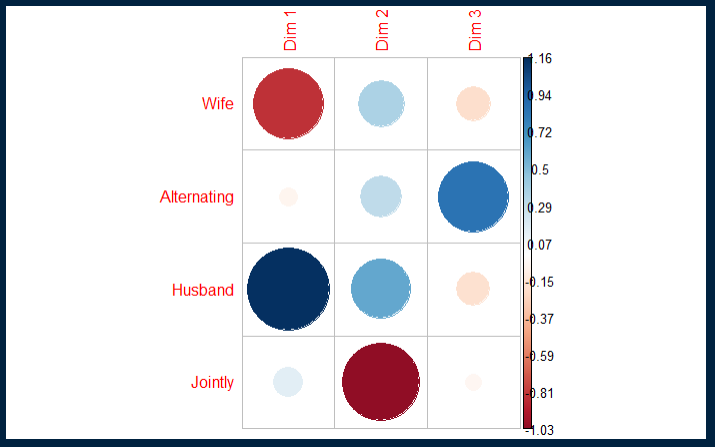 Dim 1
Dim 2
Dim 3
Wife
Alternating
Husband
Jointly
1.16
0.94
0.72
0.5
0.29
0.07
-0.15
-0.37
-0.59
-0.81
-1.03